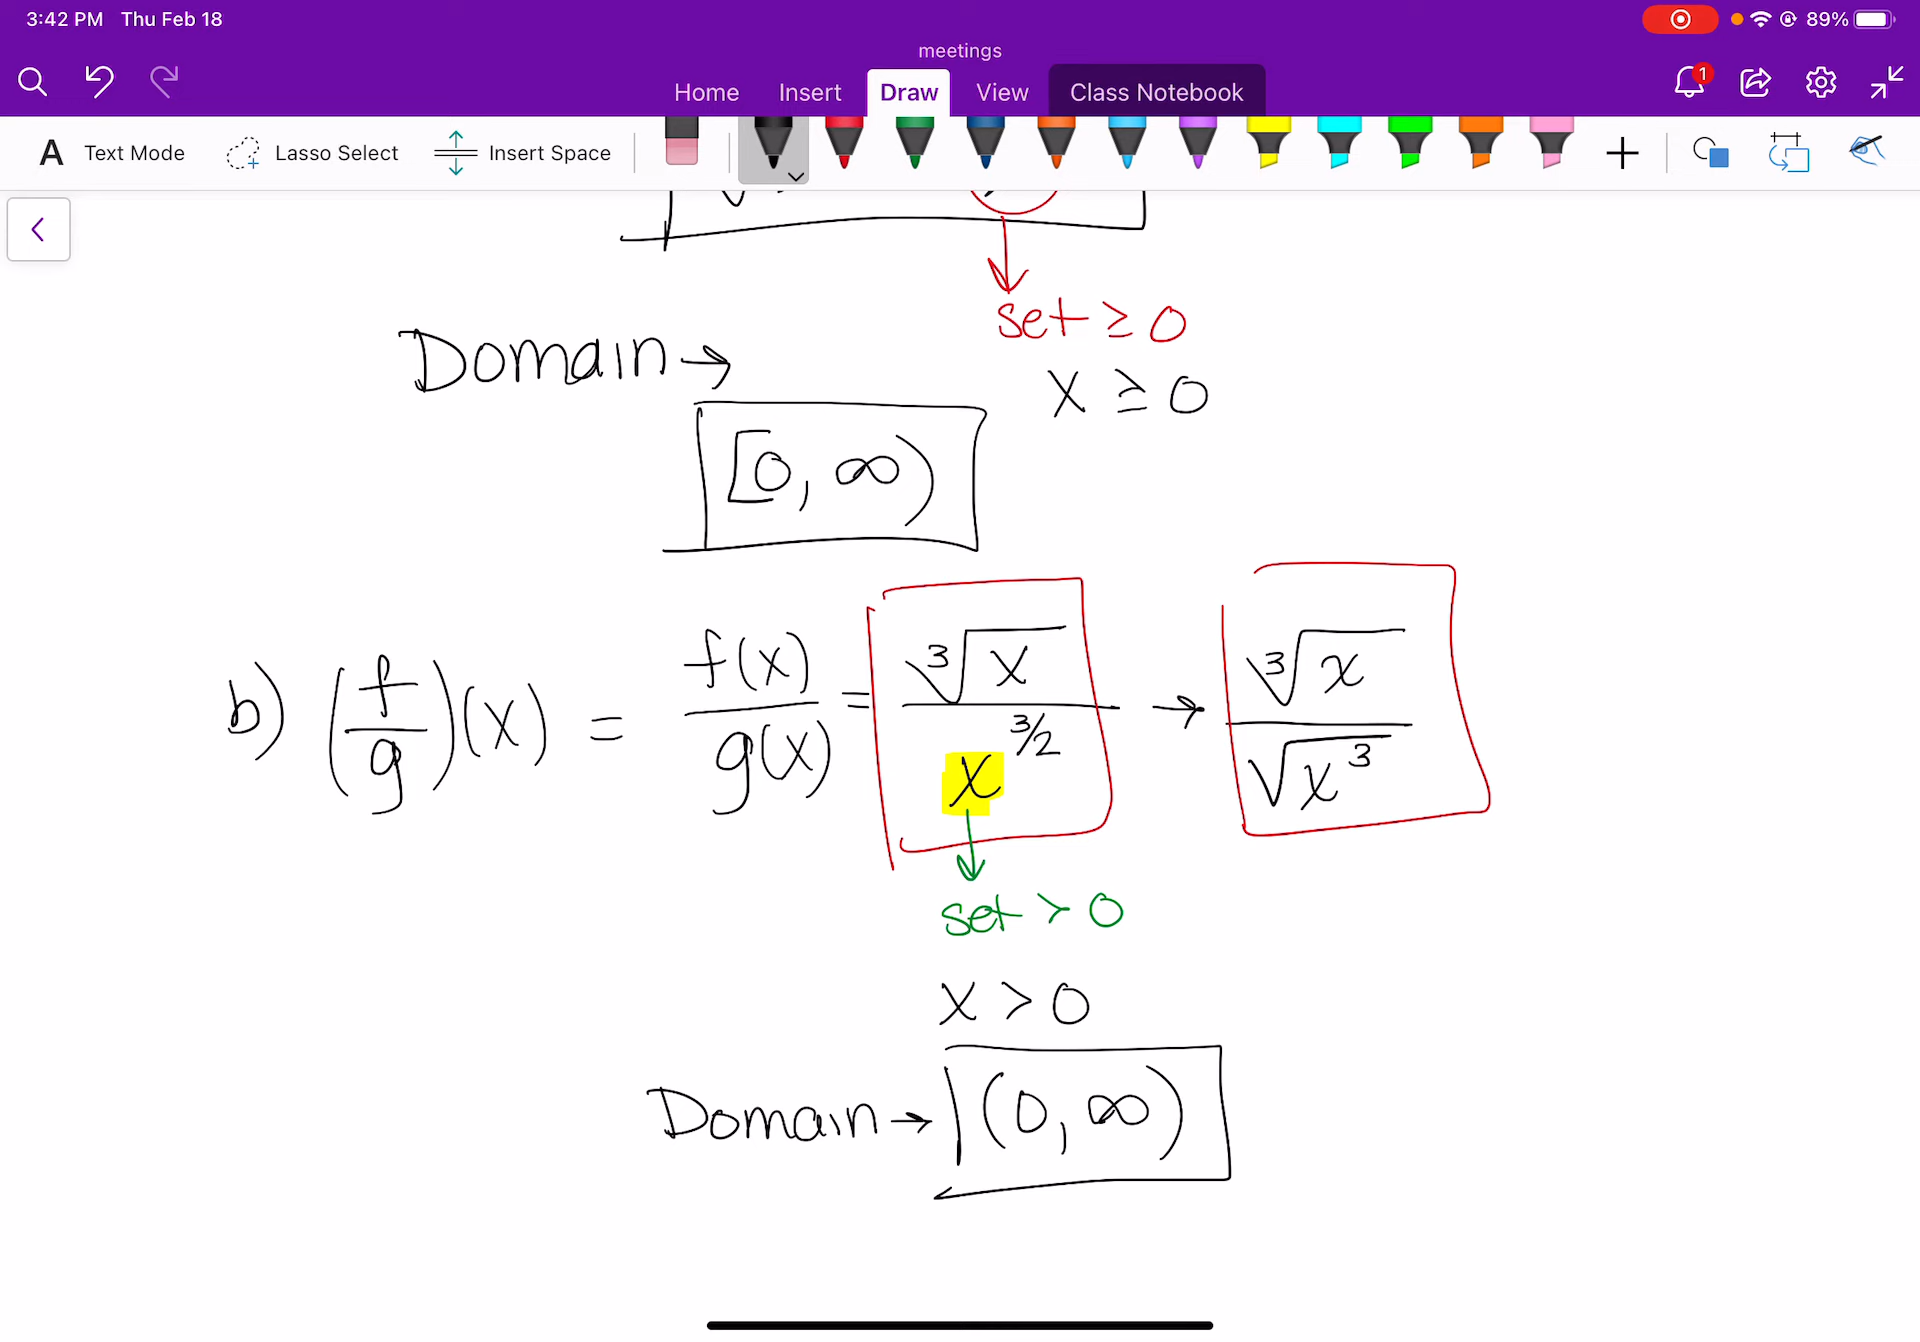 3:42 PM Thu Feb 18
89%
meetings
Home Insert Draw View Class Notebook
1
A Text Mode Lasso Select Insert Space
set ≥ 0
Domain →
x ≥ 0
[0, ∞)
b) (f/g)(x) = f(x)/g(x) = ∛x / x^(3/2) → ∛x / √x³
set > 0
x > 0
Domain → (0, ∞)